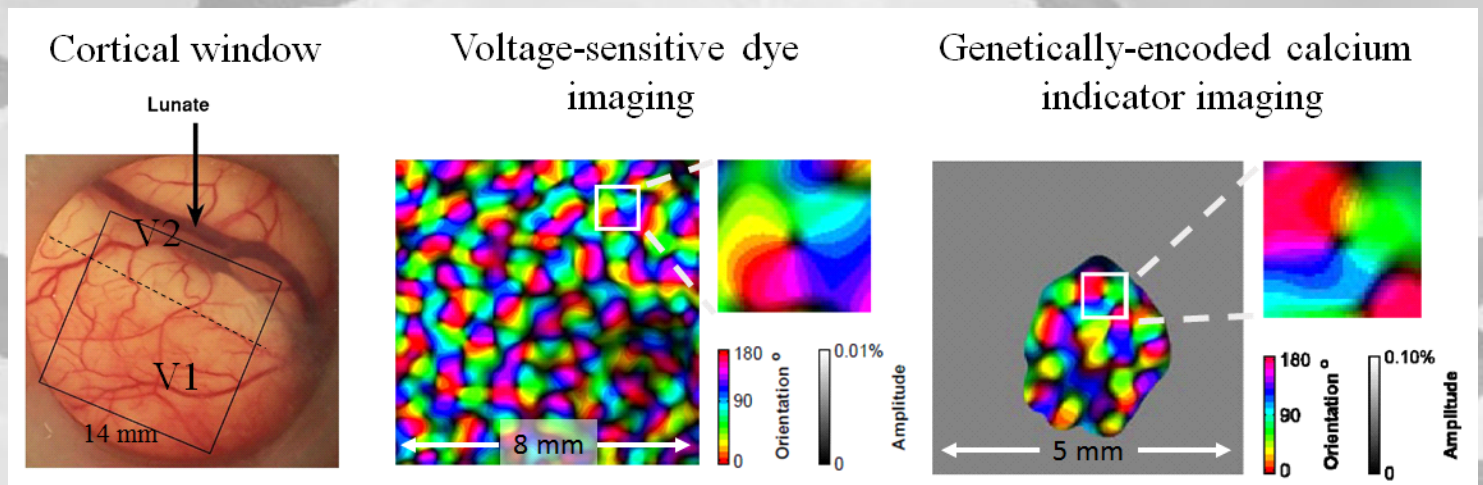 Cortical window
Lunate
V2
V1
14 mm
Voltage-sensitive dye
imaging
8 mm
180 °
90
0
Orientation
0.01%
0
Amplitude
Genetically-encoded calcium
indicator imaging
5 mm
180 °
90
0
Orientation
0.10%
0
Amplitude